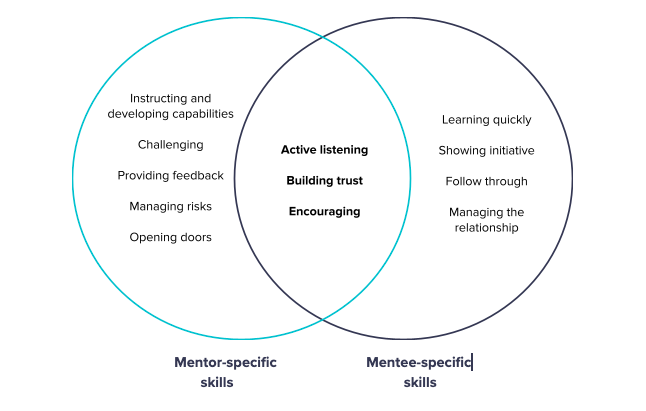 Instructing and
developing capabilities
Challenging
Providing feedback
Managing risks
Opening doors
Active listening
Building trust
Encouraging
Learning quickly
Showing initiative
Follow through
Managing the
relationship
Mentor-specific
skills
Mentee-specific
skills